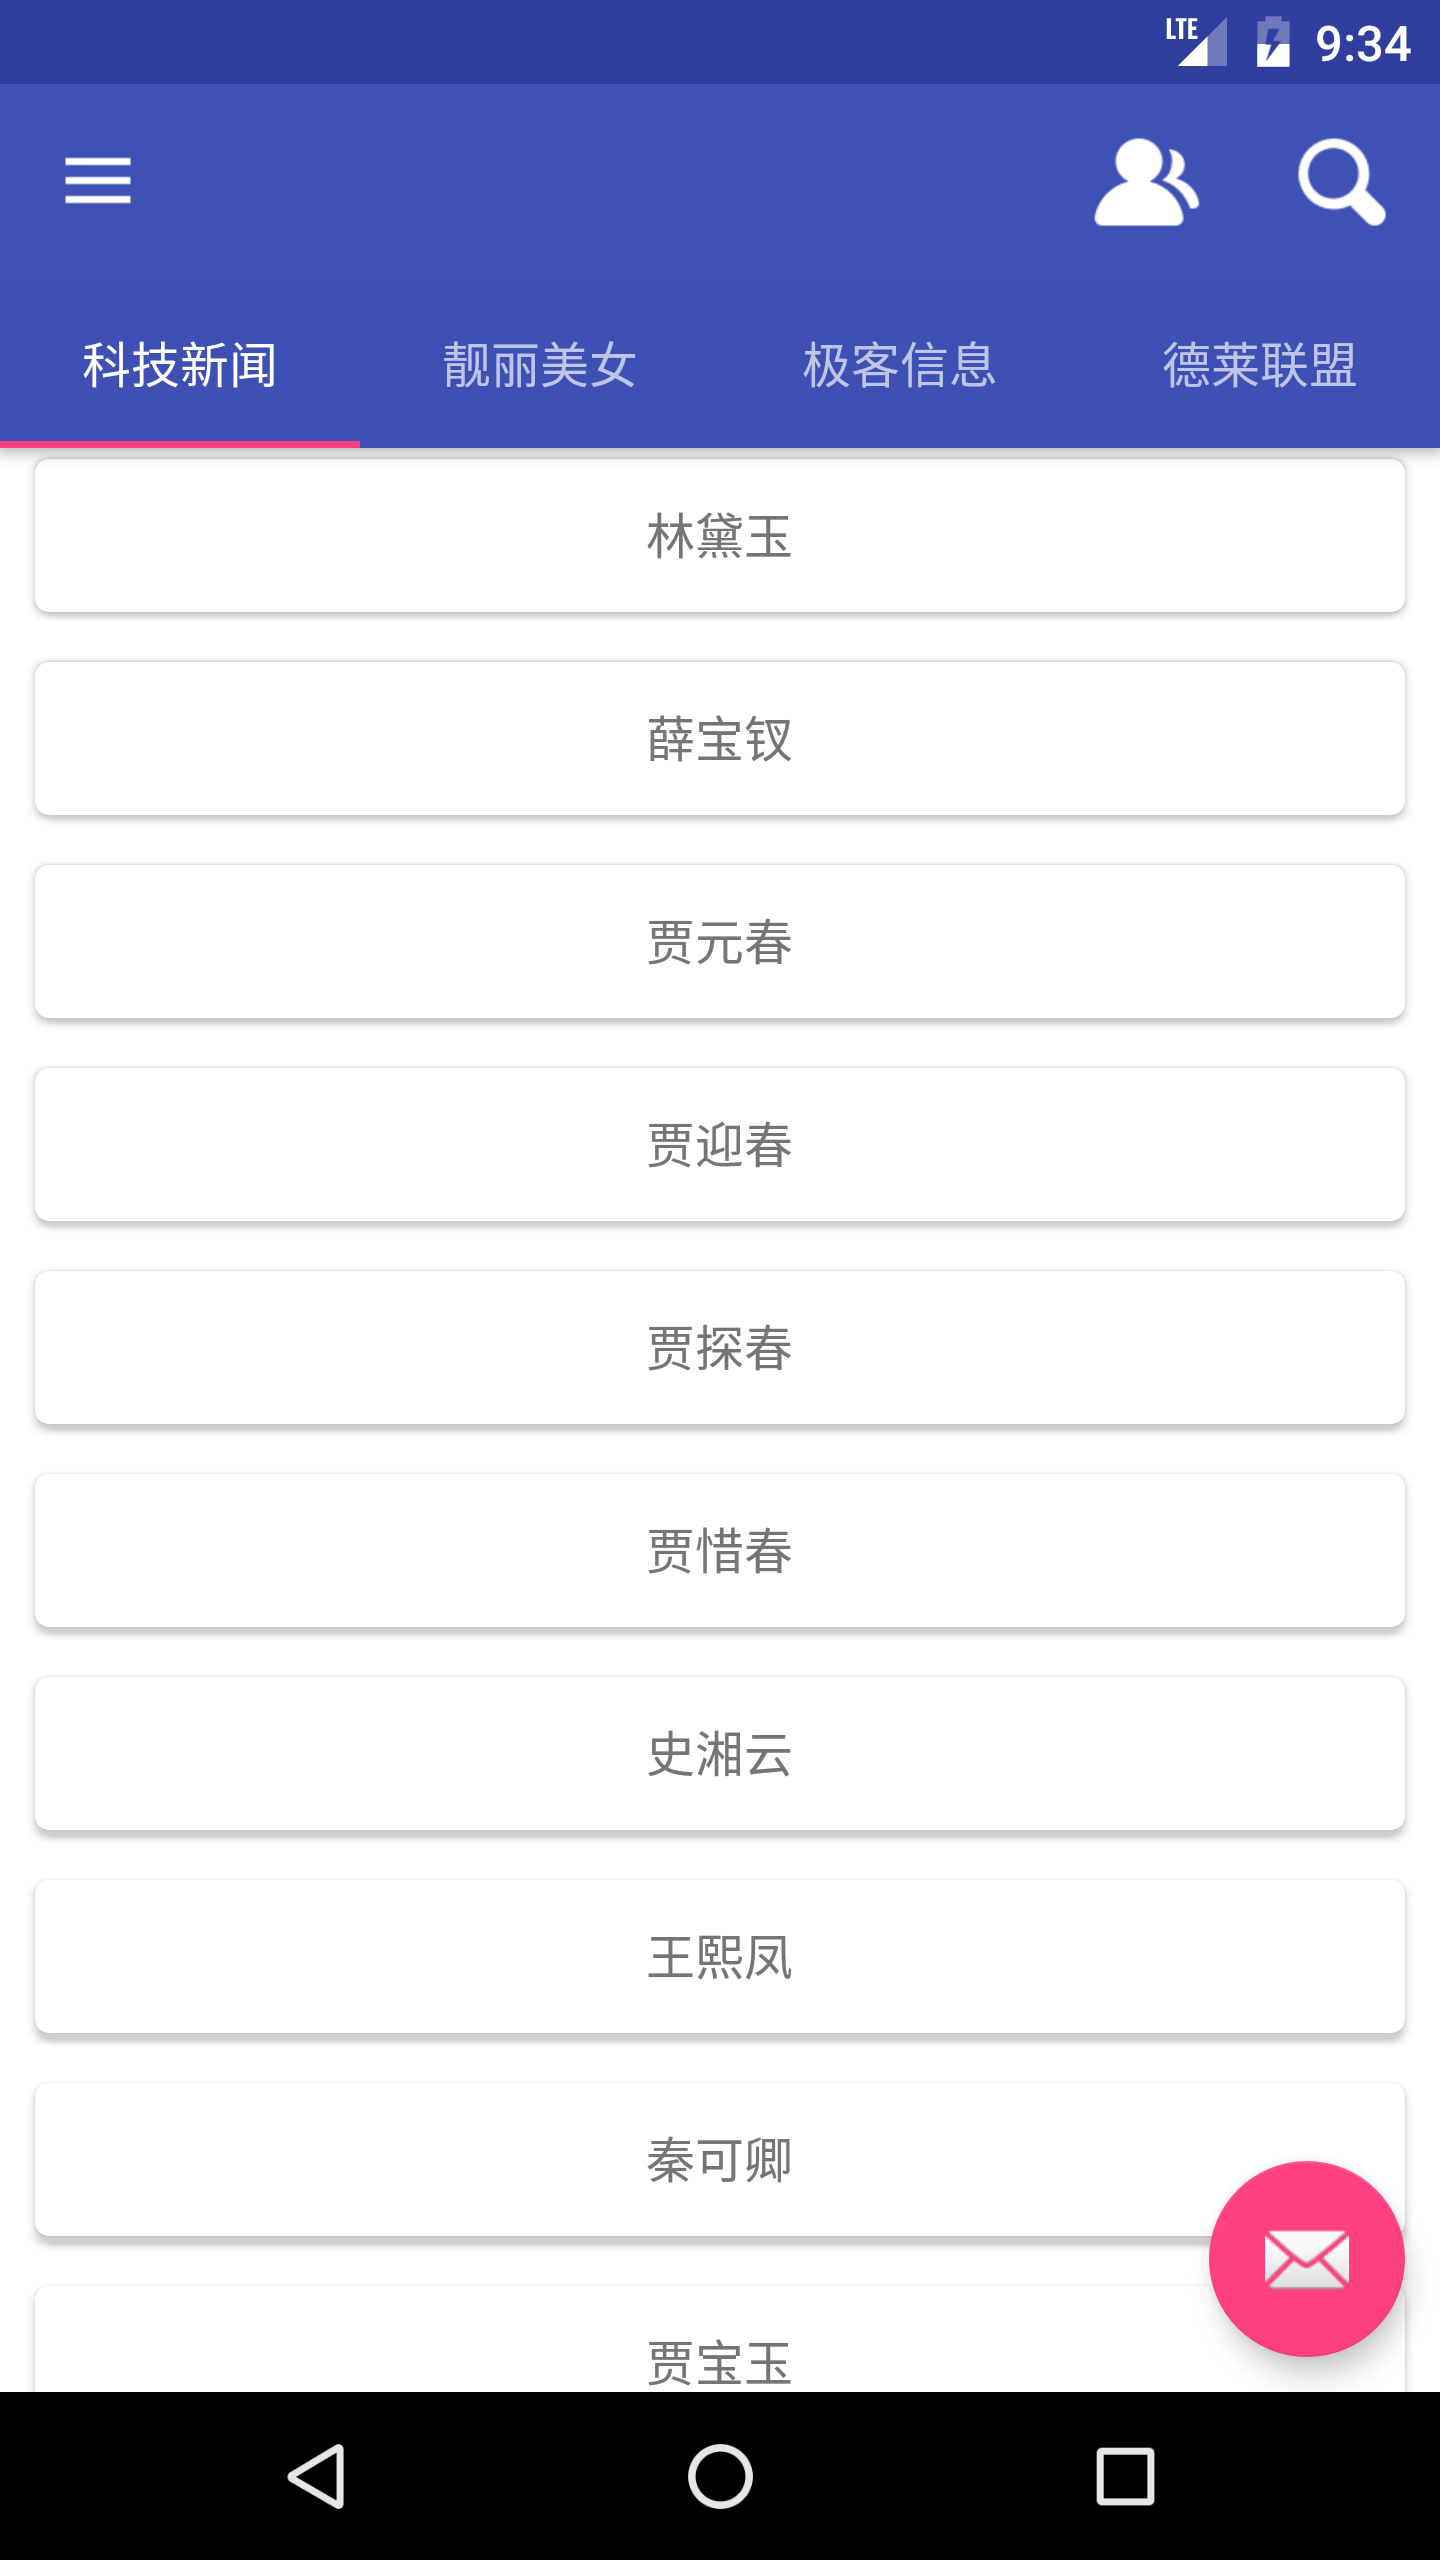 LTE 9:34
科技新闻 靓丽美女 极客信息 德莱联盟
林黛玉
薛宝钗
贾元春
贾迎春
贾探春
贾惜春
史湘云
王熙凤
秦可卿
贾宝玉